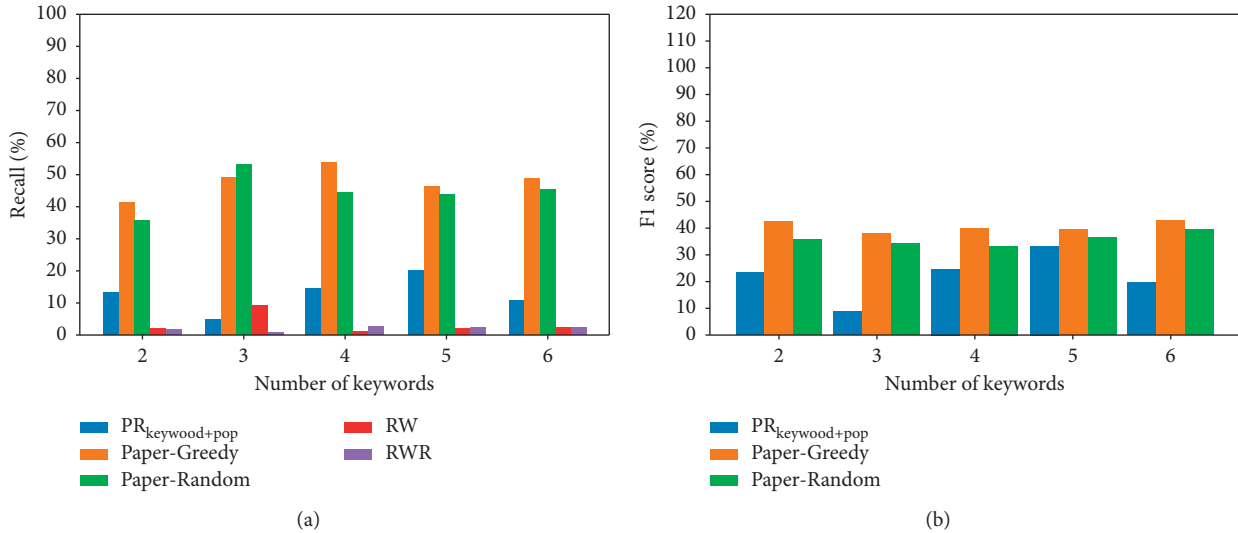 100
90
80
70
60
50
40
30
20
10
0
Recall (%)
2 3 4 5 6
Number of keywords
PRkeywood+pop
Paper-Greedy
Paper-Random
RW
RWR
(a)
120
110
100
90
80
70
60
50
40
30
20
10
0
F1 score (%)
2 3 4 5 6
Number of keywords
PRkeywood+pop
Paper-Greedy
Paper-Random
(b)